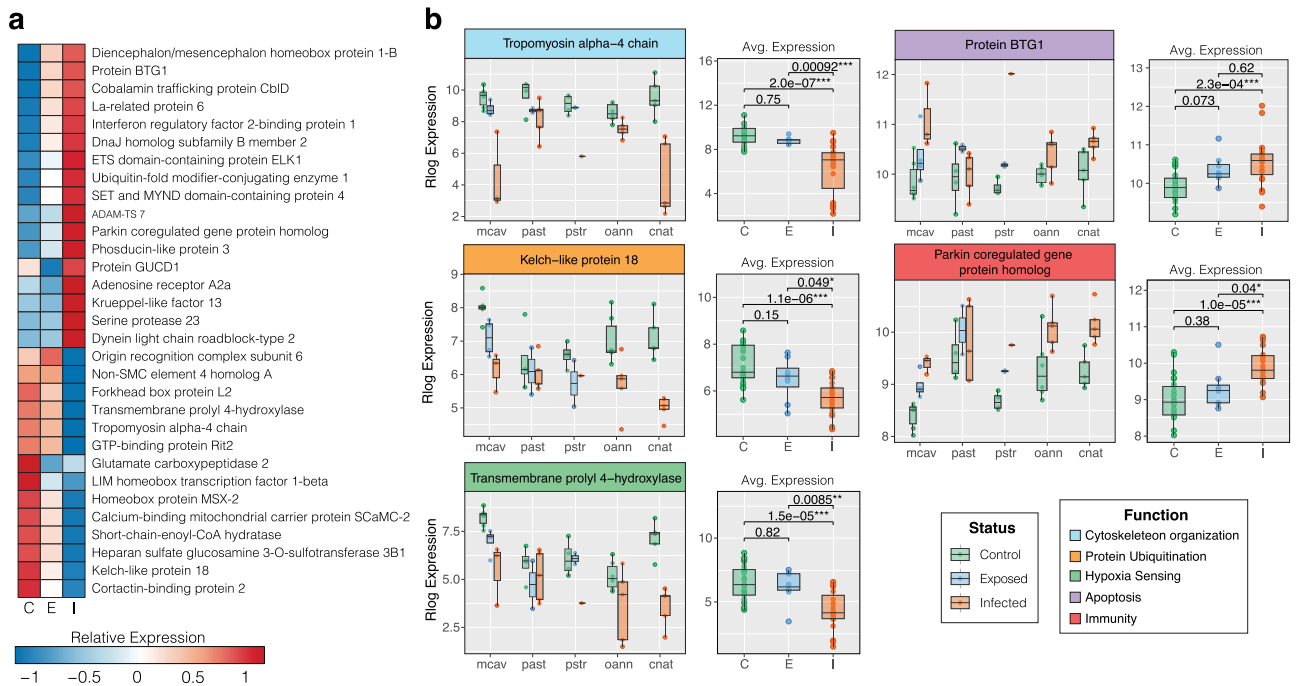 a
Diencephalon/mesencephalon homeobox protein 1-B
Protein BTG1
Cobalamin trafficking protein CblD
La-related protein 6
Interferon regulatory factor 2-binding protein 1
DnaJ homolog subfamily B member 2
ETS domain-containing protein ELK1
Ubiquitin-fold modifier-conjugating enzyme 1
SET and MYND domain-containing protein 4
ADAM-TS 7
Parkin coregulated gene protein homolog
Phosducin-like protein 3
Protein GUCD1
Adenosine receptor A2a
Krueppel-like factor 13
Serine protease 23
Dynein light chain roadblock-type 2
Origin recognition complex subunit 6
Non-SMC element 4 homolog A
Forkhead box protein L2
Transmembrane prolyl 4-hydroxylase
Tropomyosin alpha-4 chain
GTP-binding protein Rit2
Glutamate carboxypeptidase 2
LIM homeobox transcription factor 1-beta
Homeobox protein MSX-2
Calcium-binding mitochondrial carrier protein SCaMC-2
Short-chain-enoyl-CoA hydratase
Heparan sulfate glucosamine 3-O-sulfotransferase 3B1
Kelch-like protein 18
Cortactin-binding protein 2
C E I
Relative Expression
−1 −0.5 0 0.5 1
b
Tropomyosin alpha−4 chain
Rlog Expression
10
8
6
4
2
mcav past pstr oann cnat
Avg. Expression
16
12
8
4
0.00092***
2.0e−07***
0.75
C E I
Protein BTG1
12
11
10
mcav past pstr oann cnat
Avg. Expression
13
12
11
10
0.62
2.3e−04***
0.073
C E I
Kelch−like protein 18
Rlog Expression
9
8
7
6
5
mcav past pstr oann cnat
Avg. Expression
10
8
6
0.049*
1.1e−06***
0.15
C E I
Parkin coregulated gene
protein homolog
10
9
8
mcav past pstr oann cnat
Avg. Expression
12
11
10
9
8
0.04*
1.0e−05***
0.38
C E I
Transmembrane prolyl 4−hydroxylase
Rlog Expression
7.5
5.0
2.5
mcav past pstr oann cnat
Avg. Expression
10
5
0.0085**
1.5e−05***
0.82
C E I
Status
Control
Exposed
Infected
Function
Cytoskeleteon organization
Protein Ubiquitination
Hypoxia Sensing
Apoptosis
Immunity